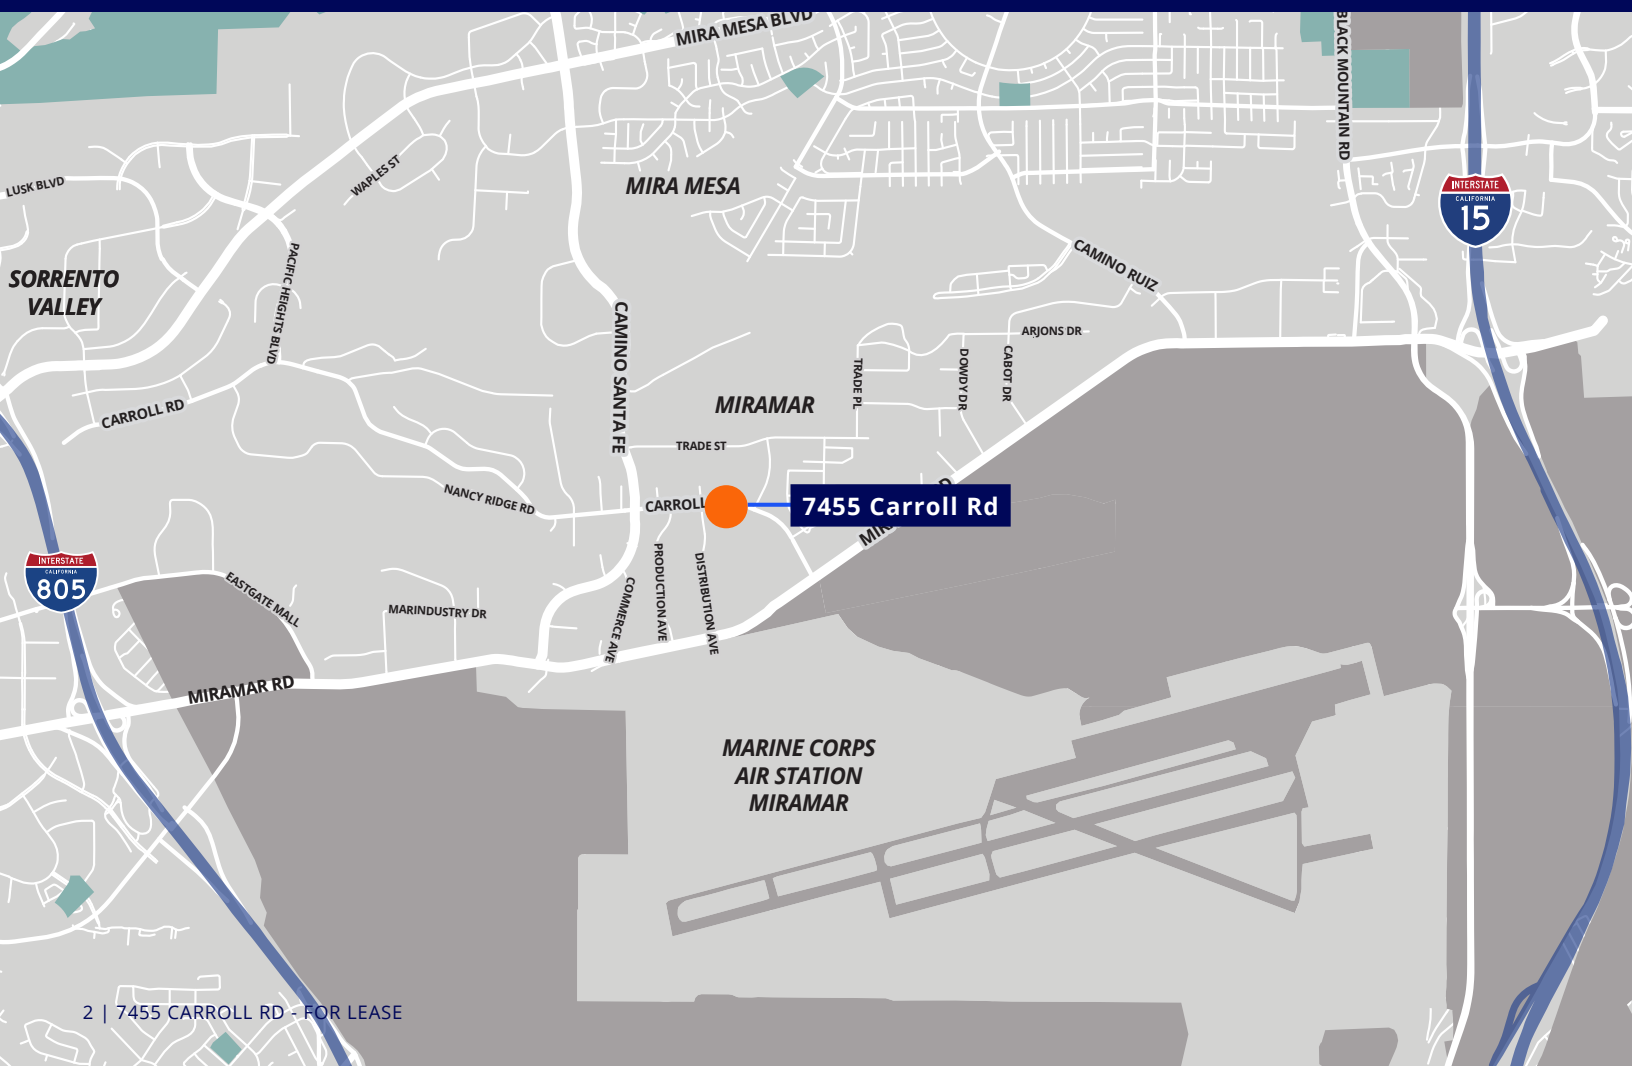 MIRA MESA BLVD
BLACK MOUNTAIN RD
LUSK BLVD
WAPLES ST
MIRA MESA
INTERSTATE
CALIFORNIA
15
SORRENTO
VALLEY
PACIFIC HEIGHTS BLVD
CAMINO RUIZ
CAMINO SANTA FE
ARJONS DR
TRADE PL
DOWDY DR
CABOT DR
CARROLL RD
MIRAMAR
TRADE ST
NANCY RIDGE RD
CARROLL
7455 Carroll Rd
INTERSTATE
CALIFORNIA
805
EASTGATE MALL
MARINDUSTRY DR
COMMERCE AVE
PRODUCTION AVE
DISTRIBUTION AVE
MIRAMAR RD
MARINE CORPS
AIR STATION
MIRAMAR
2 | 7455 CARROLL RD - FOR LEASE